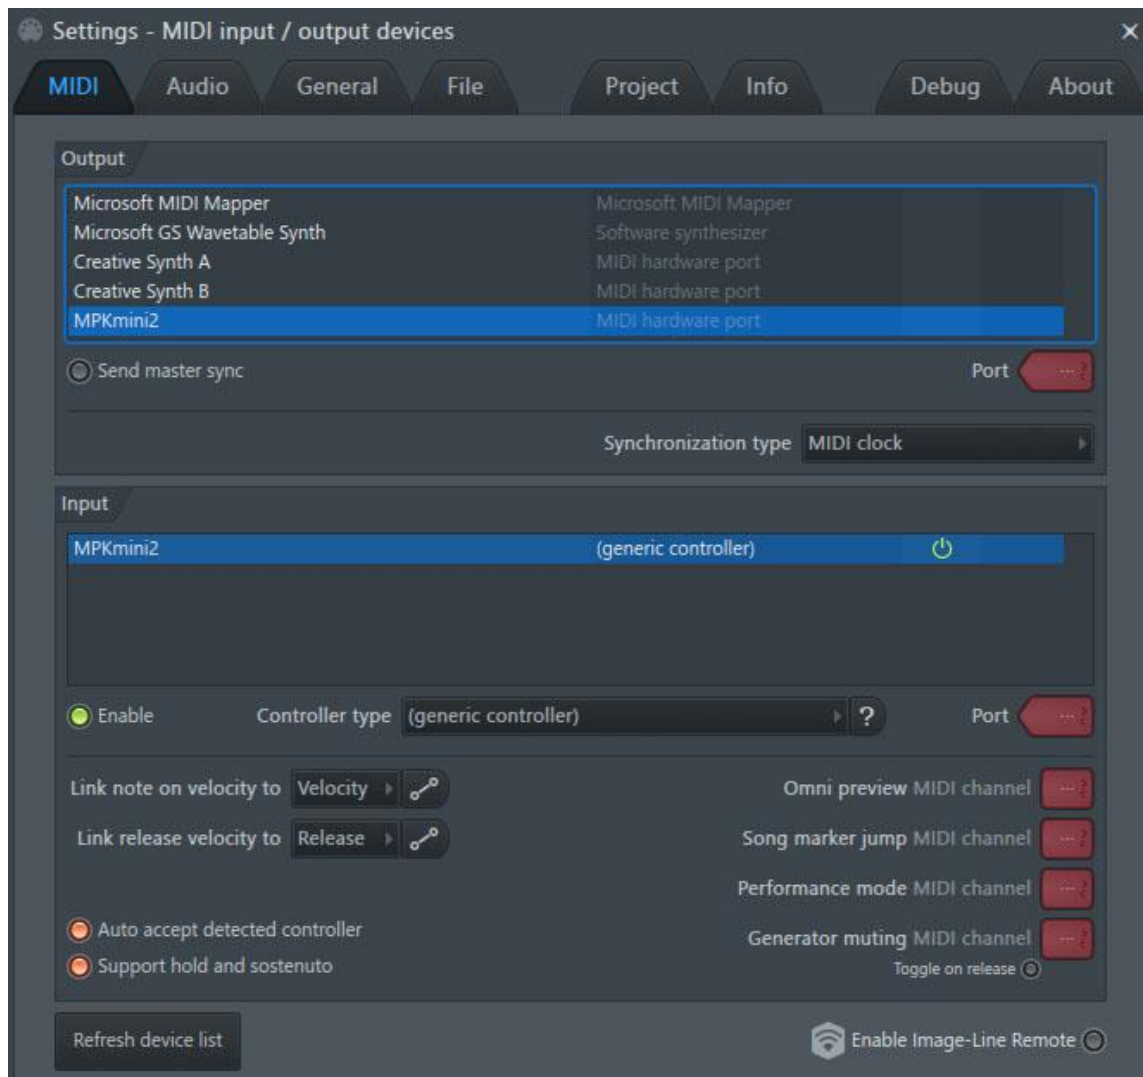 Settings - MIDI input / output devices
MIDI Audio General File Project Info Debug About
Output
Microsoft MIDI Mapper Microsoft MIDI Mapper
Microsoft GS Wavetable Synth Software synthesizer
Creative Synth A MIDI hardware port
Creative Synth B MIDI hardware port
MPKmini2 MIDI hardware port
Send master sync Port --- ?
Synchronization type MIDI clock
Input
MPKmini2 (generic controller)
Enable Controller type (generic controller) ? Port --- ?
Link note on velocity to Velocity Omni preview MIDI channel --- ?
Link release velocity to Release Song marker jump MIDI channel --- ?
Performance mode MIDI channel --- ?
Auto accept detected controller Generator muting MIDI channel --- ?
Support hold and sostenuto Toggle on release
Refresh device list Enable Image-Line Remote